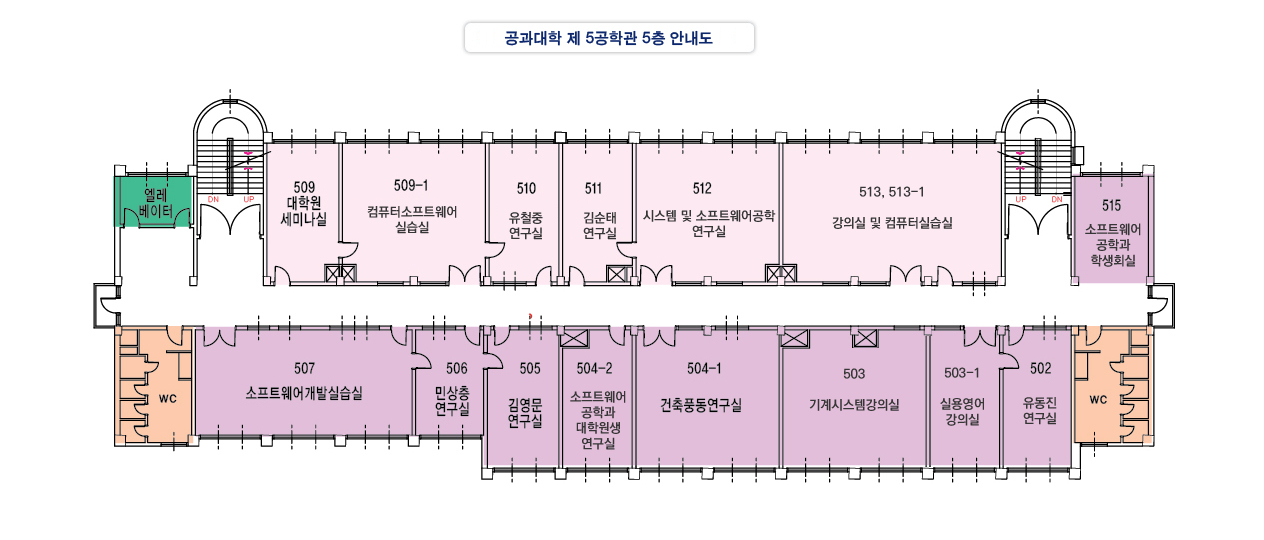 공과대학 제 5공학관 5층 안내도
엘레
베이터
DN
UP
509
대학원
세미나실
509-1
컴퓨터소프트웨어
실습실
510
유철중
연구실
511
김순태
연구실
512
시스템 및 소프트웨어공학
연구실
513, 513-1
강의실 및 컴퓨터실습실
UP
DN
515
소프트웨어
공학과
학생회실
WC
507
소프트웨어개발실습실
506
민상층
연구실
505
김영문
연구실
504-2
소프트웨어
공학과
대학원생
연구실
504-1
건축풍동연구실
503
기계시스템강의실
503-1
실용영어
강의실
502
유동진
연구실
WC